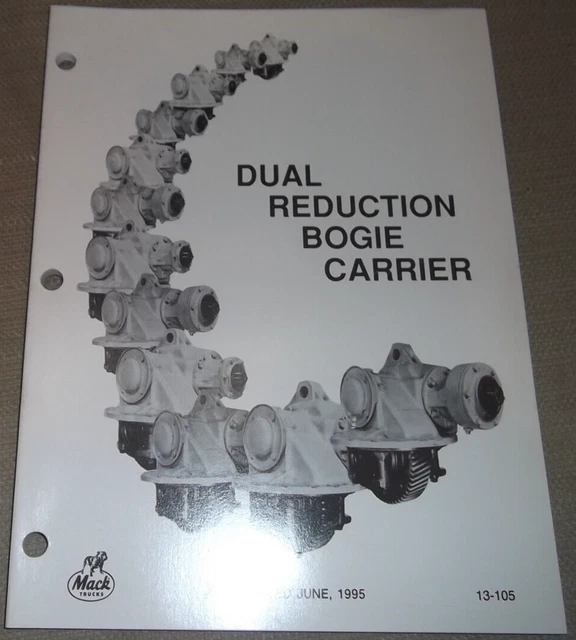 DUAL
REDUCTION
BOGIE
CARRIER
Mack
TRUCKS
JUNE, 1995
13-105